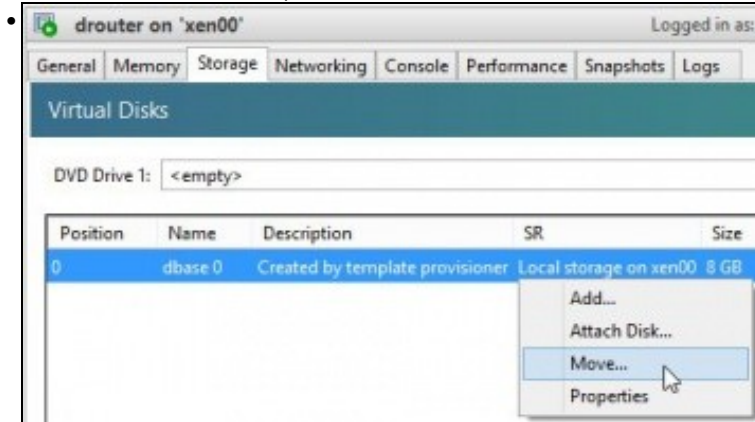 drouter on 'xen00' Logged in as:
General Memory Storage Networking Console Performance Snapshots Logs
Virtual Disks
DVD Drive 1: <empty>
Position Name Description SR Size
0 dbase 0 Created by template provisioner Local storage on xen00 8 GB
Add...
Attach Disk...
Move...
Properties